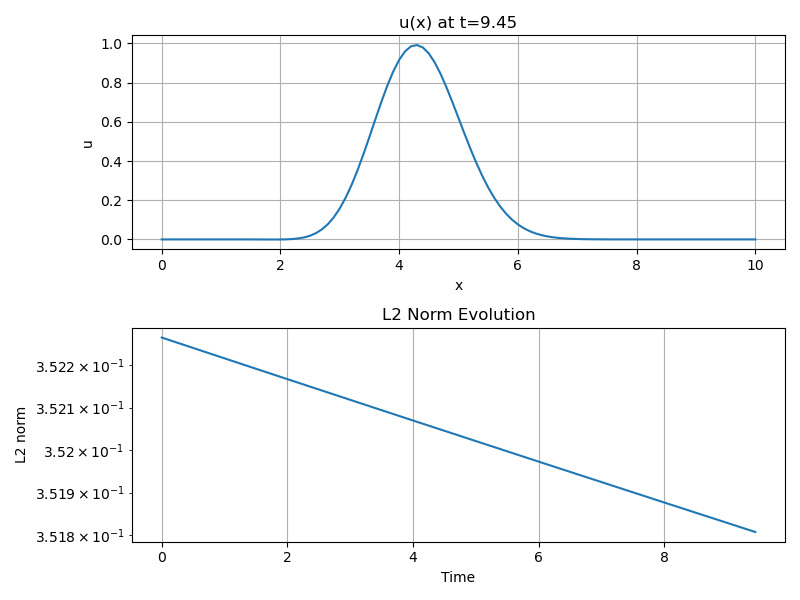 u(x) at t=9.45
1.0
0.8
0.6
0.4
0.2
0.0
u
0 2 4 6 8 10
x
L2 Norm Evolution
3.522 × 10⁻¹
3.521 × 10⁻¹
3.52 × 10⁻¹
3.519 × 10⁻¹
3.518 × 10⁻¹
L2 norm
0 2 4 6 8
Time